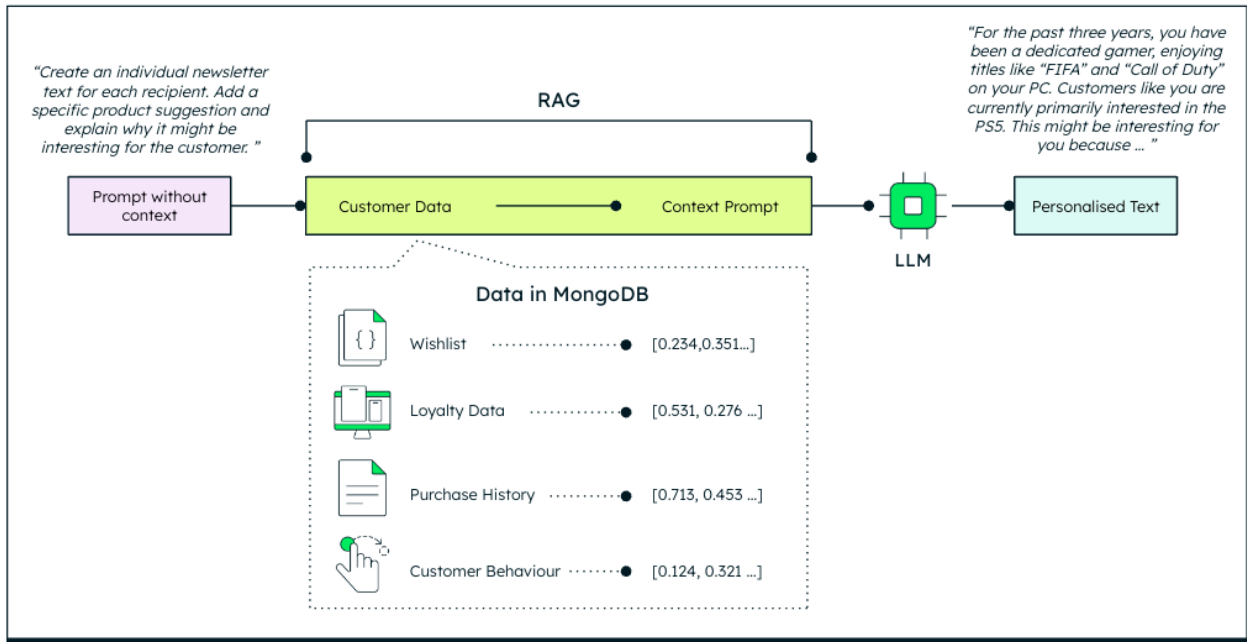 “Create an individual newsletter
text for each recipient. Add a
specific product suggestion and
explain why it might be
interesting for the customer. ”
RAG
“For the past three years, you have
been a dedicated gamer, enjoying
titles like “FIFA” and “Call of Duty”
on your PC. Customers like you are
currently primarily interested in the
PS5. This might be interesting for
you because ... ”
Prompt without
context
Customer Data
Context Prompt
LLM
Personalised Text
Data in MongoDB
{ }
Wishlist
[0.234,0.351...]
Loyalty Data
[0.531, 0.276 ...]
Purchase History
[0.713, 0.453 ...]
Customer Behaviour
[0.124, 0.321 ...]